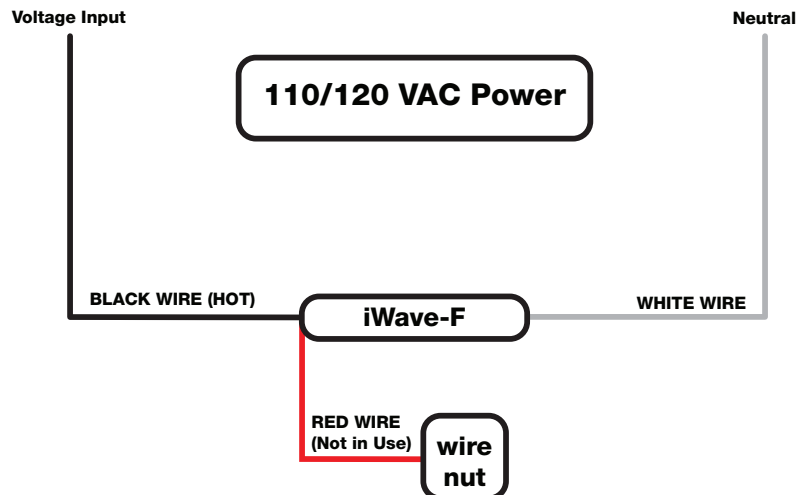 Voltage Input
Neutral
110/120 VAC Power
BLACK WIRE (HOT)
iWave-F
WHITE WIRE
RED WIRE
(Not in Use)
wire
nut